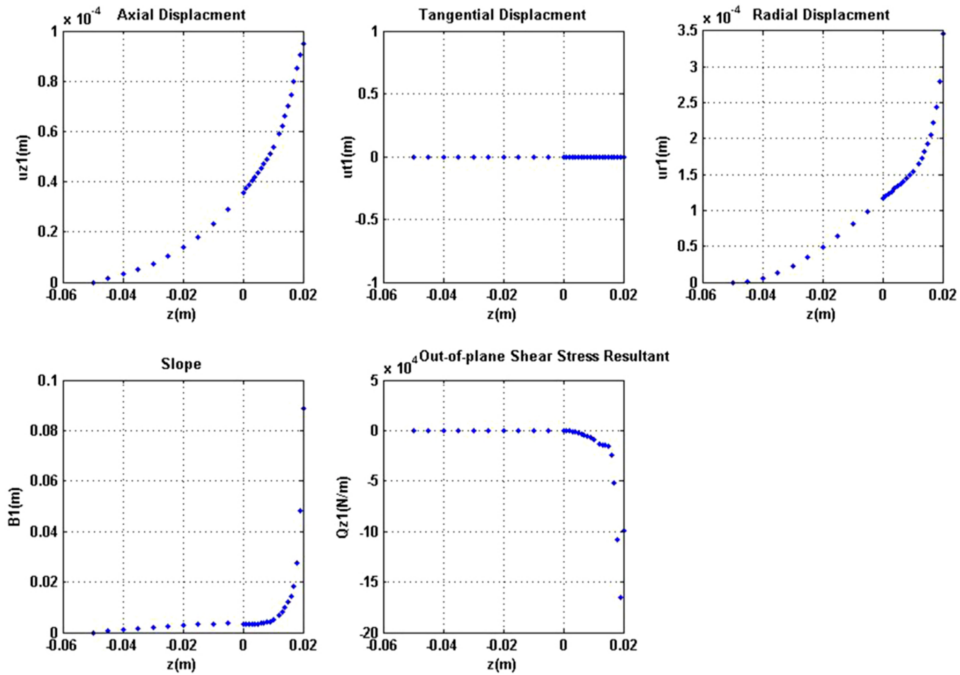 Axial Displacment
x 10⁻⁴
1
0.8
0.6
0.4
0.2
0
-0.06 -0.04 -0.02 0 0.02
uz1(m)
z(m)
Tangential Displacment
1
0.5
0
-0.5
-1
-0.06 -0.04 -0.02 0 0.02
ut1(m)
z(m)
Radial Displacment
x 10⁻⁴
3.5
3
2.5
2
1.5
1
0.5
0
-0.06 -0.04 -0.02 0 0.02
ur1(m)
z(m)
Slope
0.1
0.08
0.06
0.04
0.02
0
-0.06 -0.04 -0.02 0 0.02
B1(m)
z(m)
x 10⁴ Out-of-plane Shear Stress Resultant
5
0
-5
-10
-15
-20
-0.06 -0.04 -0.02 0 0.02
Qz1(N/m)
z(m)